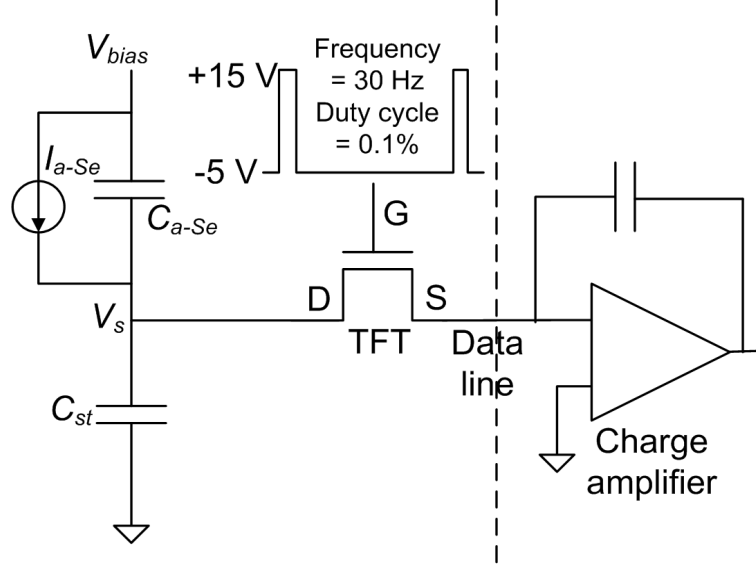 V_bias
+15 V
Frequency
= 30 Hz
Duty cycle
= 0.1%
-5 V
I_a-Se
C_a-Se
G
D
S
V_s
TFT
Data
line
C_st
Charge
amplifier